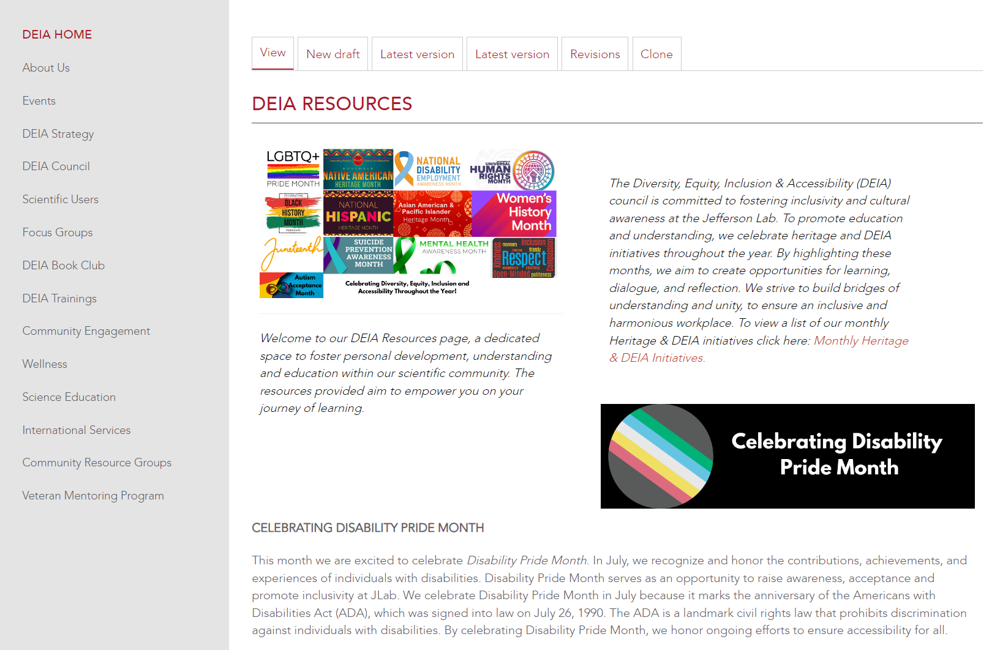 DEIA HOME
About Us
Events
DEIA Strategy
DEIA Council
Scientific Users
Focus Groups
DEIA Book Club
DEIA Trainings
Community Engagement
Wellness
Science Education
International Services
Community Resource Groups
Veteran Mentoring Program
View
New draft
Latest version
Latest version
Revisions
Clone
DEIA RESOURCES
LGBTQ+
PRIDE MONTH
NOVEMBER
NATIVE AMERICAN
HERITAGE MONTH
NATIONAL
DISABILITY
EMPLOYMENT
AWARENESS MONTH
UNIVERSAL
HUMAN
RIGHTS
MONTH
CELEBRATING
BLACK
HISTORY
MONTH
FEBRUARY
NATIONAL
HISPANIC
HERITAGE MONTH
Asian American &
Pacific Islander
Heritage Month
Women's
History
Month
Juneteenth
SUICIDE
PREVENTION
AWARENESS
MONTH
MENTAL HEALTH
AWARENESS MONTH
Kindness
manners
Inclusion
friendly
Compassion
Respect
acceptance
courtesy
Open-Minded
politeness
Autism
Acceptance
Month
Celebrating Diversity, Equity, Inclusion and
Accessibility Throughout the Year!
Welcome to our DEIA Resources page, a dedicated
space to foster personal development, understanding
and education within our scientific community. The
resources provided aim to empower you on your
journey of learning.
The Diversity, Equity, Inclusion & Accessibility (DEIA)
council is committed to fostering inclusivity and cultural
awareness at the Jefferson Lab. To promote education
and understanding, we celebrate heritage and DEIA
initiatives throughout the year. By highlighting these
months, we aim to create opportunities for learning,
dialogue, and reflection. We strive to build bridges of
understanding and unity, to ensure an inclusive and
harmonious workplace. To view a list of our monthly
Heritage & DEIA initiatives click here: Monthly Heritage
& DEIA Initiatives.
Celebrating Disability
Pride Month
CELEBRATING DISABILITY PRIDE MONTH
This month we are excited to celebrate Disability Pride Month. In July, we recognize and honor the contributions, achievements, and
experiences of individuals with disabilities. Disability Pride Month serves as an opportunity to raise awareness, acceptance and
promote inclusivity at JLab. We celebrate Disability Pride Month in July because it marks the anniversary of the Americans with
Disabilities Act (ADA), which was signed into law on July 26, 1990. The ADA is a landmark civil rights law that prohibits discrimination
against individuals with disabilities. By celebrating Disability Pride Month, we honor ongoing efforts to ensure accessibility for all.